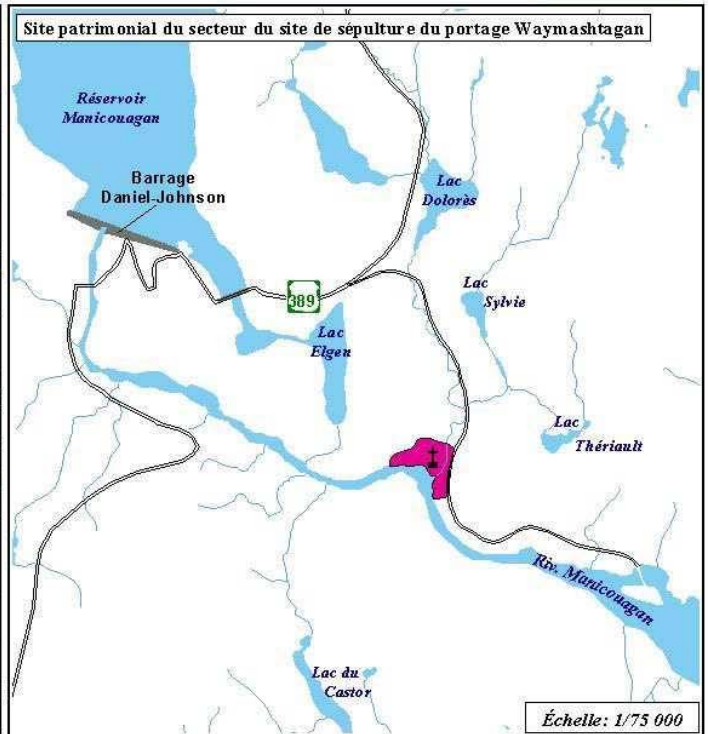 Site patrimonial du secteur du site de sépulture du portage Waymashtagan
Réservoir
Manicouagan
Barrage
Daniel-Johnson
Lac
Dolorès
389
Lac
Sylvie
Lac
Elgen
Lac
Thériault
Riv. Manicouagan
Lac du
Castor
Échelle: 1/75 000